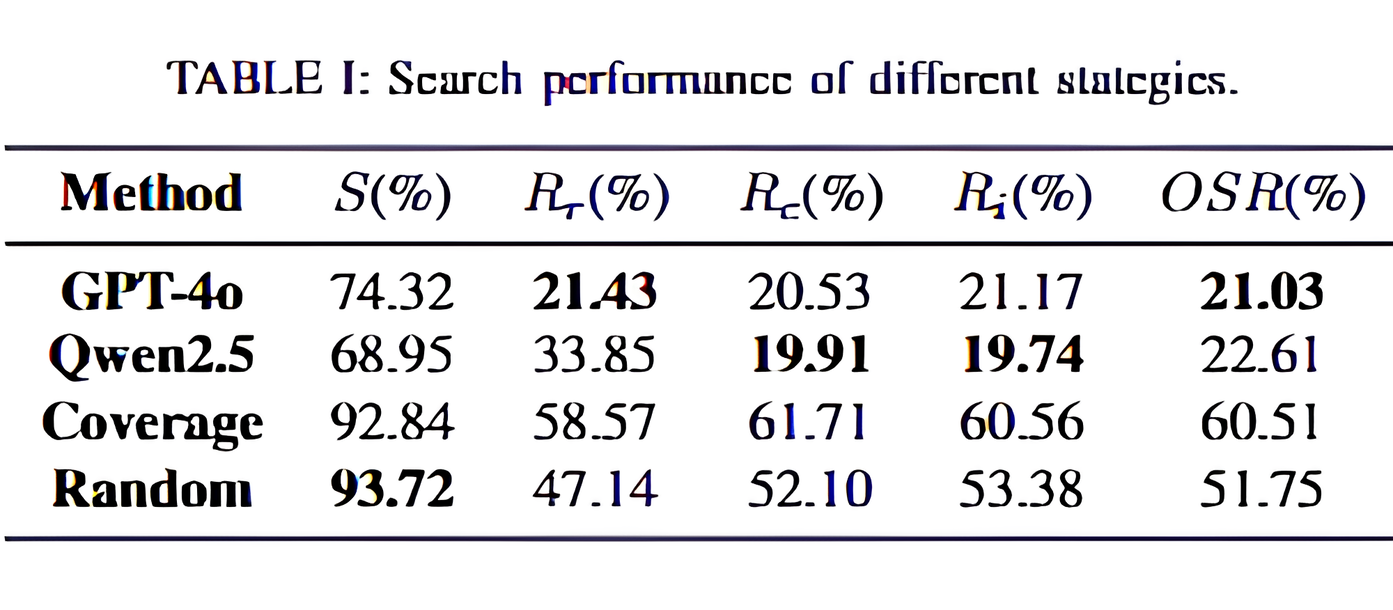 TABLE I: Search performance of different stategies.
Method S(%) R_r(%) R_c(%) R_i(%) OSR(%)
GPT-4o 74.32 21.43 20.53 21.17 21.03
Qwen2.5 68.95 33.85 19.91 19.74 22.61
Coverage 92.84 58.57 61.71 60.56 60.51
Random 93.72 47.14 52.10 53.38 51.75